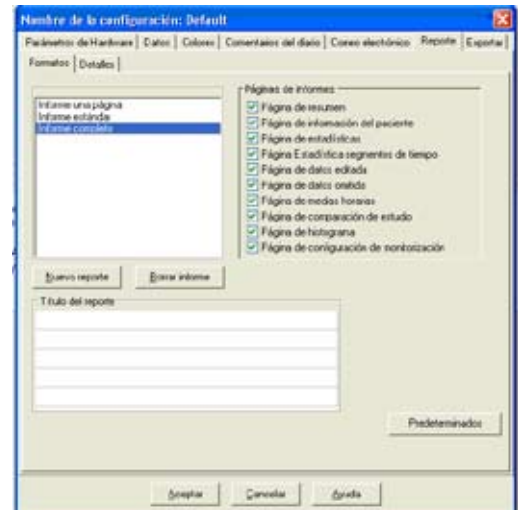 Nombre de la configuración: Default
Parámetros de Hardware Datos Colores Comentarios del diario Correo electrónico Reporte Exportar
Formatos Detalles
Informe una página
Informe estándar
Informe completo
Páginas de informes
Página de resumen
Página de información del paciente
Página de estadísticas
Página Estadística segmentos de tiempo
Página de datos editada
Página de datos omitida
Página de medias horarias
Página de comparación de estudio
Página de histograma
Página de configuración de monitorización
Nuevo reporte Borrar informe
Título del reporte
Predeterminados
Aceptar Cancelar Ayuda